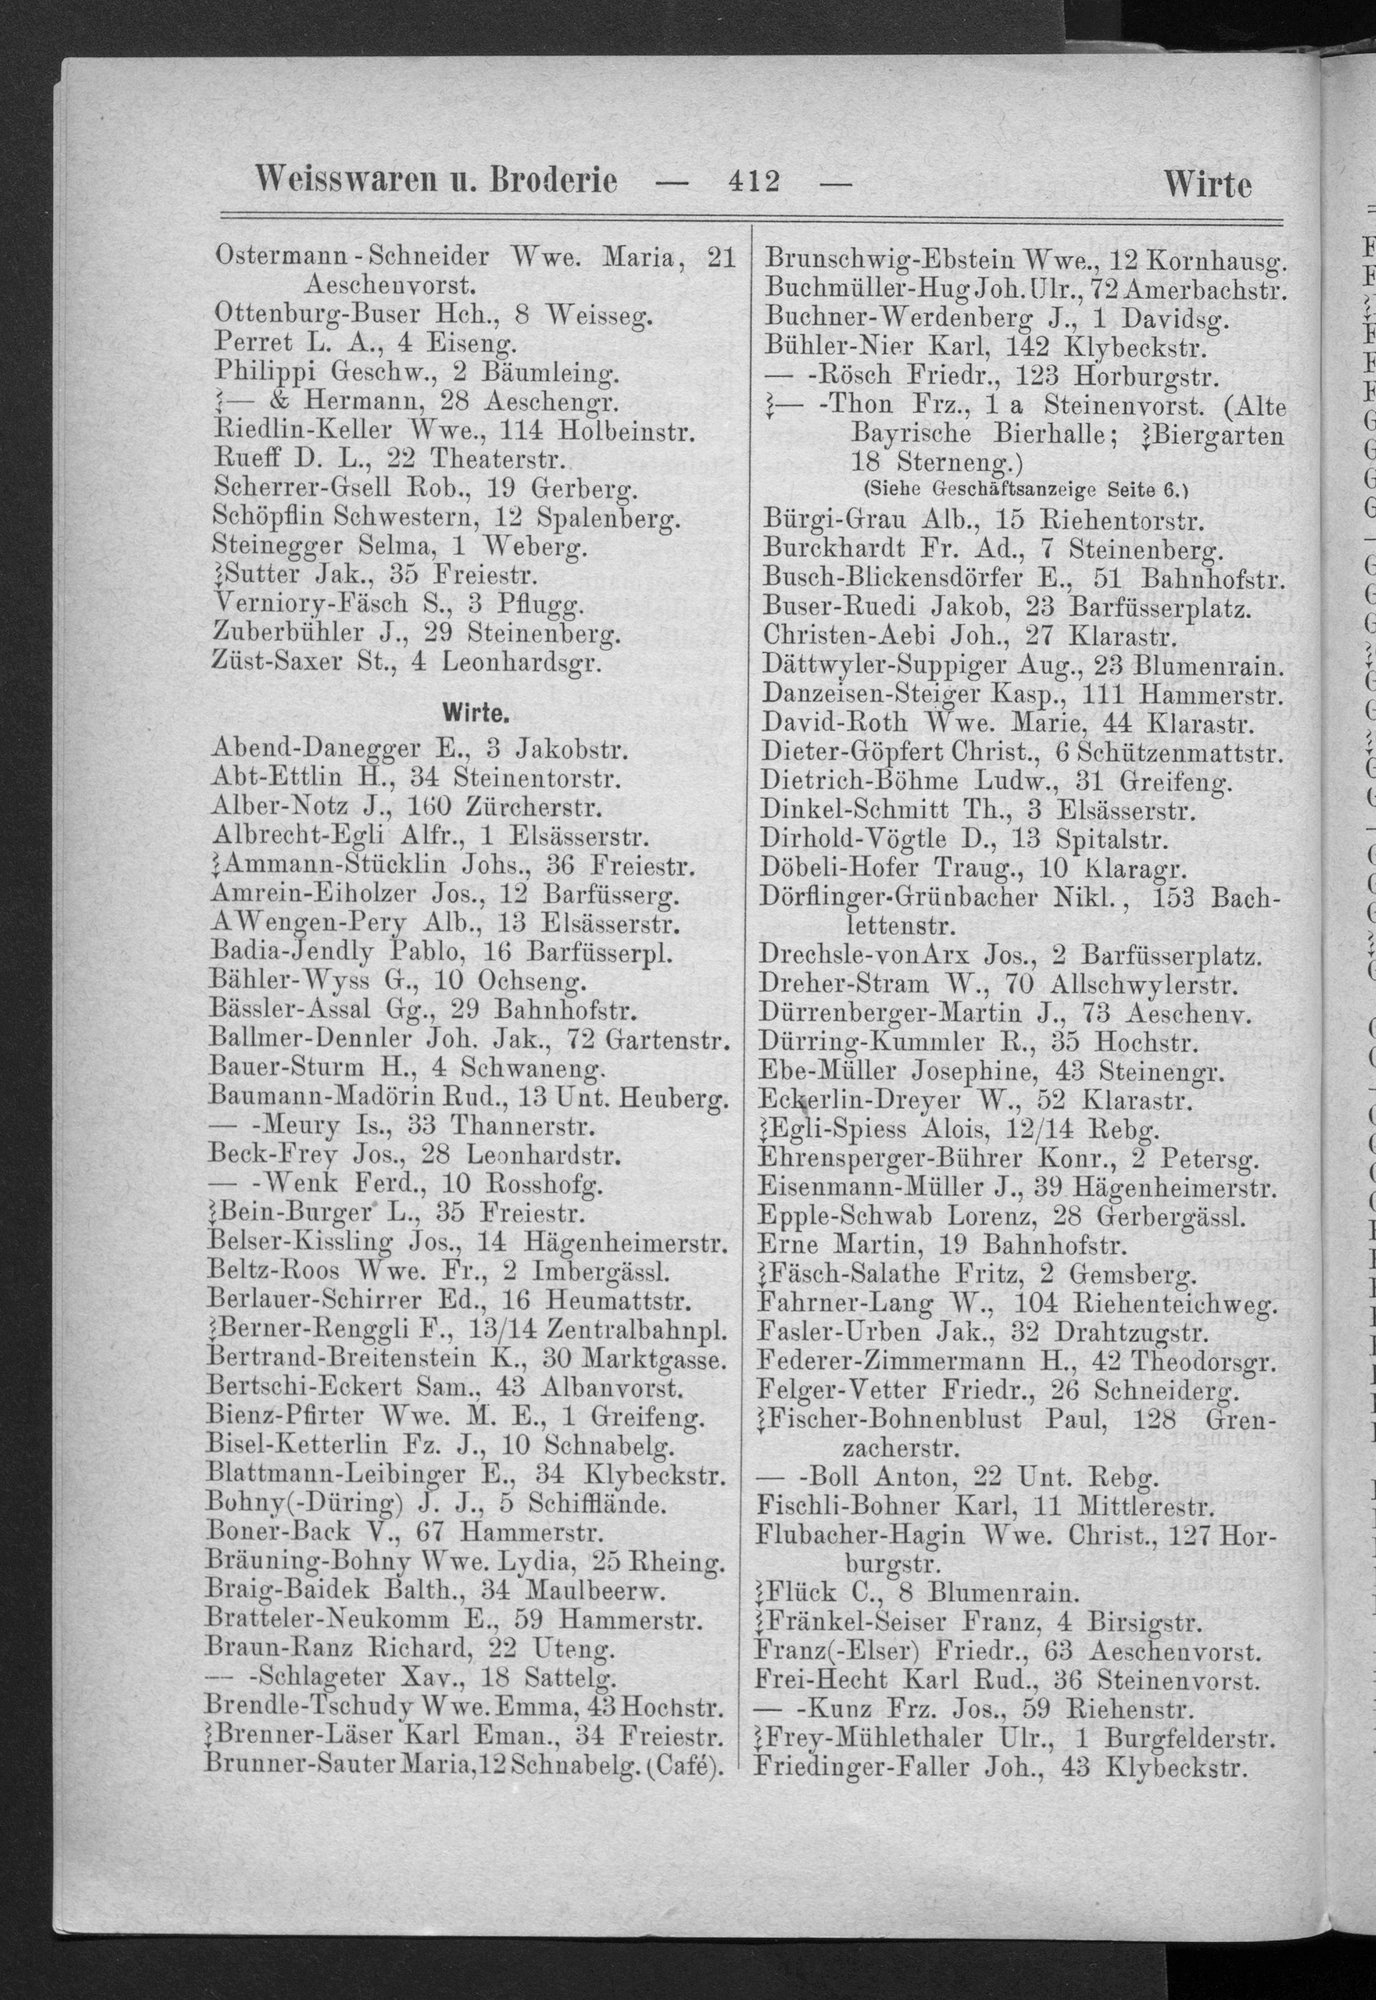 Weisswaren u. Broderie — 412 — Wirte
Ostermann-Schneider Wwe. Maria, 21
Aeschenvorst.
Ottenburg-Buser Hch., 8 Weisseg.
Perret L. A., 4 Eiseng.
Philippi Geschw., 2 Bäumleing.
— & Hermann, 28 Aeschengr.
Riedlin-Keller Wwe., 114 Holbeinstr.
Rueff D. L., 22 Theaterstr.
Scherrer-Gsell Rob., 19 Gerberg.
Schöpflin Schwestern, 12 Spalenberg.
Steinegger Selma, 1 Weberg.
Sutter Jak., 35 Freiestr.
Verniory-Fäsch S., 3 Pflugg.
Zuberbühler J., 29 Steinenberg.
Züst-Saxer St., 4 Leonhardsgr.
Wirte.
Abend-Danegger E., 3 Jakobstr.
Abt-Ettlin H., 34 Steinentorstr.
Alber-Notz J., 160 Zürcherstr.
Albrecht-Egli Alfr., 1 Elsässerstr.
Ammann-Stücklin Johs., 36 Freiestr.
Amrein-Eiholzer Jos., 12 Barfüsserg.
AWengen-Pery Alb., 13 Elsässerstr.
Badia-Jendly Pablo, 16 Barfüsserpl.
Bähler-Wyss G., 10 Ochseng.
Bässler-Assal Gg., 29 Bahnhofstr.
Ballmer-Dennler Joh. Jak., 72 Gartenstr.
Bauer-Sturm H., 4 Schwaneng.
Baumann-Madörin Rud., 13 Unt. Heuberg.
— -Meury Is., 33 Thannerstr.
Beck-Frey Jos., 28 Leonhardstr.
— -Wenk Ferd., 10 Rosshofg.
Bein-Burger L., 35 Freiestr.
Belser-Kissling Jos., 14 Hägenheimerstr.
Beltz-Roos Wwe. Fr., 2 Imbergässl.
Berlauer-Schirrer Ed., 16 Heumattstr.
Berner-Renggli F., 13/14 Zentralbahnpl.
Bertrand-Breitenstein K., 30 Marktgasse.
Bertschi-Eckert Sam., 43 Albanvorst.
Bienz-Pfirter Wwe. M. E., 1 Greifeng.
Bisel-Ketterlin Fz. J., 10 Schnabelg.
Blattmann-Leibinger E., 34 Klybeckstr.
Bohny(-Düring) J. J., 5 Schifflände.
Boner-Back V., 67 Hammerstr.
Bräuning-Bohny Wwe. Lydia, 25 Rheing.
Braig-Baidek Balth., 34 Maulbeerw.
Bratteler-Neukomm E., 59 Hammerstr.
Braun-Ranz Richard, 22 Uteng.
— -Schlageter Xav., 18 Sattelg.
Brendle-Tschudy Wwe. Emma, 43 Hochstr.
Brenner-Läser Karl Eman., 34 Freiestr.
Brunner-Sauter Maria, 12 Schnabelg. (Café).
Brunschwig-Ebstein Wwe., 12 Kornhausg.
Buchmüller-Hug Joh. Ulr., 72 Amerbachstr.
Buchner-Werdenberg J., 1 Davidsg.
Bühler-Nier Karl, 142 Klybeckstr.
— -Rösch Friedr., 123 Horburgstr.
— -Thon Frz., 1 a Steinenvorst. (Alte
Bayrische Bierhalle; Biergarten
18 Sterneng.)
(Siehe Geschäftsanzeige Seite 6.)
Bürgi-Grau Alb., 15 Riehentorstr.
Burckhardt Fr. Ad., 7 Steinenberg.
Busch-Blickensdörfer E., 51 Bahnhofstr.
Buser-Ruedi Jakob, 23 Barfüsserplatz.
Christen-Aebi Joh., 27 Klarastr.
Dättwyler-Suppiger Aug., 23 Blumenrain.
Danzeisen-Steiger Kasp., 111 Hammerstr.
David-Roth Wwe. Marie, 44 Klarastr.
Dieter-Göpfert Christ., 6 Schützenmattstr.
Dietrich-Böhme Ludw., 31 Greifeng.
Dinkel-Schmitt Th., 3 Elsässerstr.
Dirhold-Vögtle D., 13 Spitalstr.
Döbeli-Hofer Traug., 10 Klaragr.
Dörflinger-Grünbacher Nikl., 153 Bach-
lettenstr.
Drechsle-vonArx Jos., 2 Barfüsserplatz.
Dreher-Stram W., 70 Allschwylerstr.
Dürrenberger-Martin J., 73 Aeschenv.
Dürring-Kummler R., 35 Hochstr.
Ebe-Müller Josephine, 43 Steinengr.
Eckerlin-Dreyer W., 52 Klarastr.
Egli-Spiess Alois, 12/14 Rebg.
Ehrensperger-Bührer Konr., 2 Petersg.
Eisenmann-Müller J., 39 Hägenheimerstr.
Epple-Schwab Lorenz, 28 Gerbergässl.
Erne Martin, 19 Bahnhofstr.
Fäsch-Salathe Fritz, 2 Gemsberg.
Fahrner-Lang W., 104 Riehenteichweg.
Fasler-Urben Jak., 32 Drahtzugstr.
Federer-Zimmermann H., 42 Theodorsgr.
Felger-Vetter Friedr., 26 Schneiderg.
Fischer-Bohnenblust Paul, 128 Gren-
zacherstr.
— -Boll Anton, 22 Unt. Rebg.
Fischli-Bohner Karl, 11 Mittlerestr.
Flubacher-Hagin Wwe. Christ., 127 Hor-
burgstr.
Flück C., 8 Blumenrain.
Fränkel-Seiser Franz, 4 Birsigstr.
Franz(-Elser) Friedr., 63 Aeschenvorst.
Frei-Hecht Karl Rud., 36 Steinenvorst.
— -Kunz Frz. Jos., 59 Riehenstr.
Frey-Mühlethaler Ulr., 1 Burgfelderstr.
Friedinger-Faller Joh., 43 Klybeckstr.